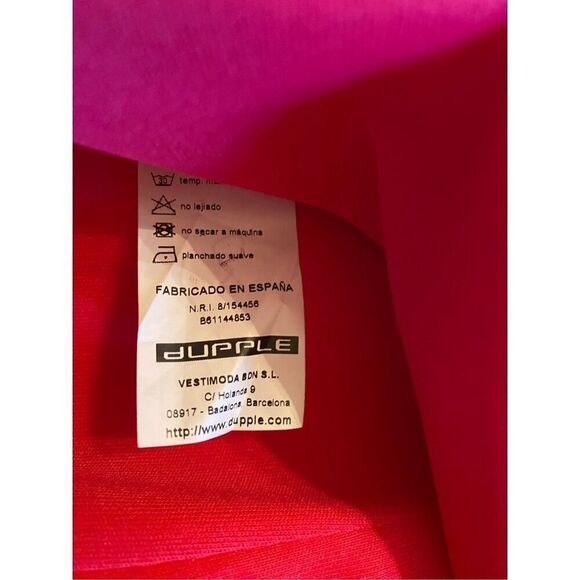 30 temp.
no lejiado
no secar a máquina
planchado suave
FABRICADO EN ESPAÑA
N.R.I. 8/154456
B61144853
dUPPLE
VESTIMODA BDN S.L.
C/ Holanda 9
08917 - Badalona, Barcelona
http://www.dupple.com